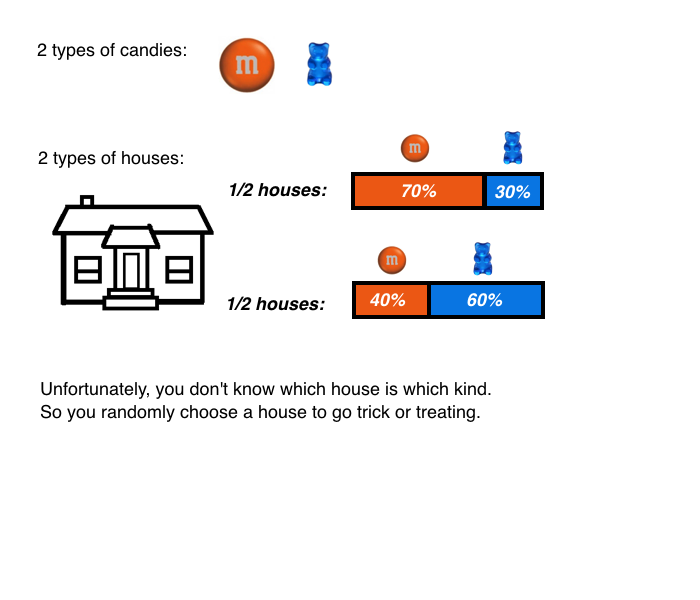 2 types of candies:
m
2 types of houses:
m
1/2 houses:
70%
30%
m
1/2 houses:
40%
60%
Unfortunately, you don't know which house is which kind.
So you randomly choose a house to go trick or treating.